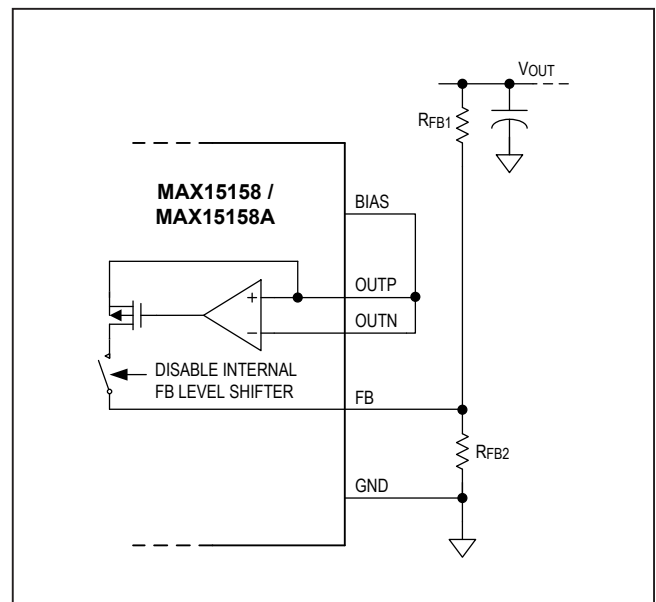 VOUT
RFB1
MAX15158 /
MAX15158A
BIAS
OUTP
+
OUTN
−
DISABLE INTERNAL
FB LEVEL SHIFTER
FB
RFB2
GND